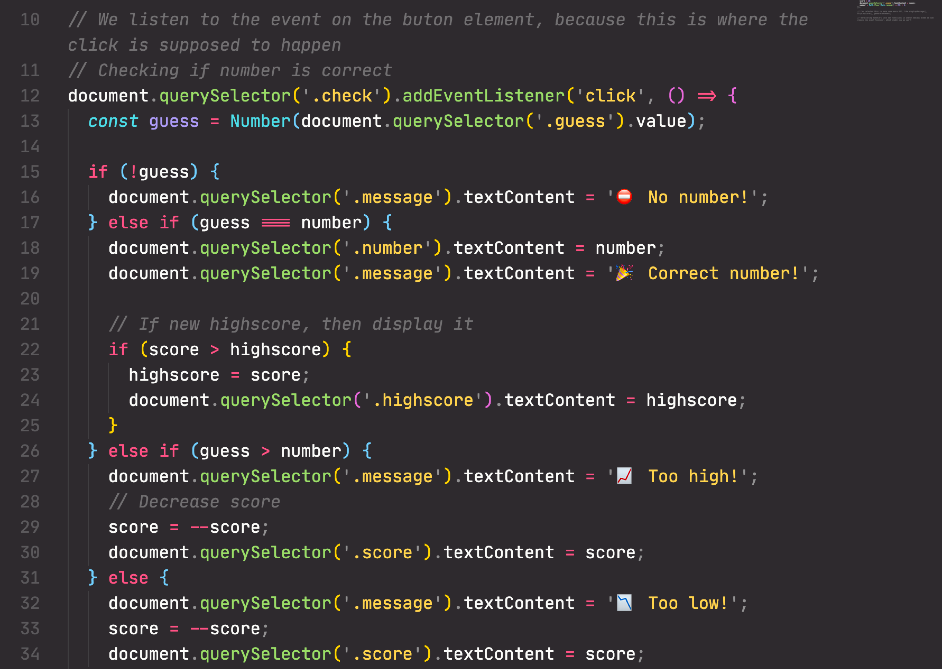 10 // We listen to the event on the buton element, because this is where the
click is supposed to happen
11 // Checking if number is correct
12 document.querySelector('.check').addEventListener('click', () => {
13 const guess = Number(document.querySelector('.guess').value);
14
15 if (!guess) {
16 document.querySelector('.message').textContent = '⛔ No number!';
17 } else if (guess === number) {
18 document.querySelector('.number').textContent = number;
19 document.querySelector('.message').textContent = '🎉 Correct number!';
20
21 // If new highscore, then display it
22 if (score > highscore) {
23 highscore = score;
24 document.querySelector('.highscore').textContent = highscore;
25 }
26 } else if (guess > number) {
27 document.querySelector('.message').textContent = '📈 Too high!';
28 // Decrease score
29 score = --score;
30 document.querySelector('.score').textContent = score;
31 } else {
32 document.querySelector('.message').textContent = '📉 Too low!';
33 score = --score;
34 document.querySelector('.score').textContent = score;